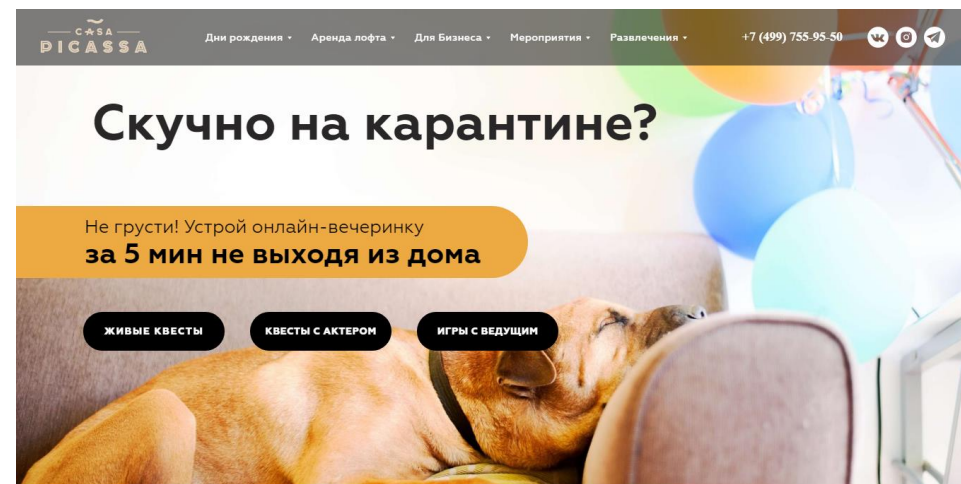 CASA
PICASSA
Дни рождения
Аренда лофта
Для Бизнеса
Мероприятия
Развлечения
+7 (499) 755-95-50
Скучно на карантине?
Не грусти! Устрой онлайн-вечеринку
за 5 мин не выходя из дома
ЖИВЫЕ КВЕСТЫ
КВЕСТЫ С АКТЕРОМ
ИГРЫ С ВЕДУЩИМ